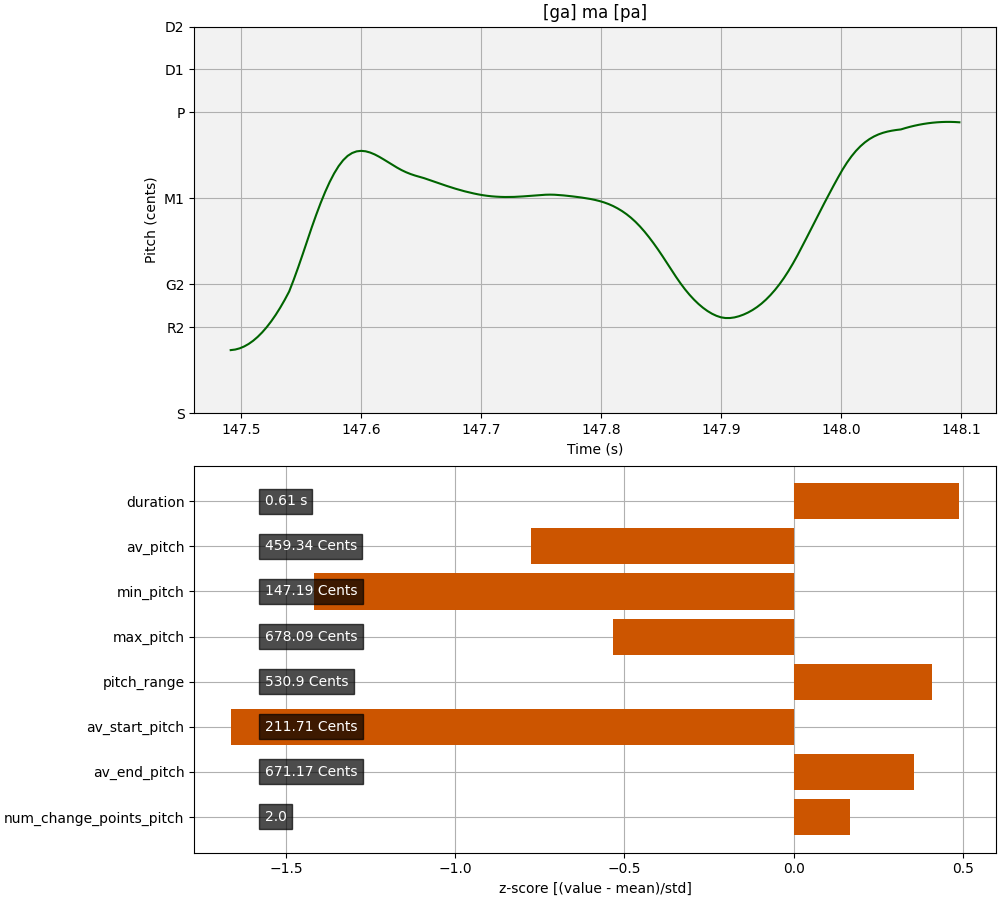 [ga] ma [pa]
D2
D1
P
M1
G2
R2
S
Pitch (cents)
147.5 147.6 147.7 147.8 147.9 148.0 148.1
Time (s)
duration 0.61 s
av_pitch 459.34 Cents
min_pitch 147.19 Cents
max_pitch 678.09 Cents
pitch_range 530.9 Cents
av_start_pitch 211.71 Cents
av_end_pitch 671.17 Cents
num_change_points_pitch 2.0
−1.5 −1.0 −0.5 0.0 0.5
z-score [(value - mean)/std]